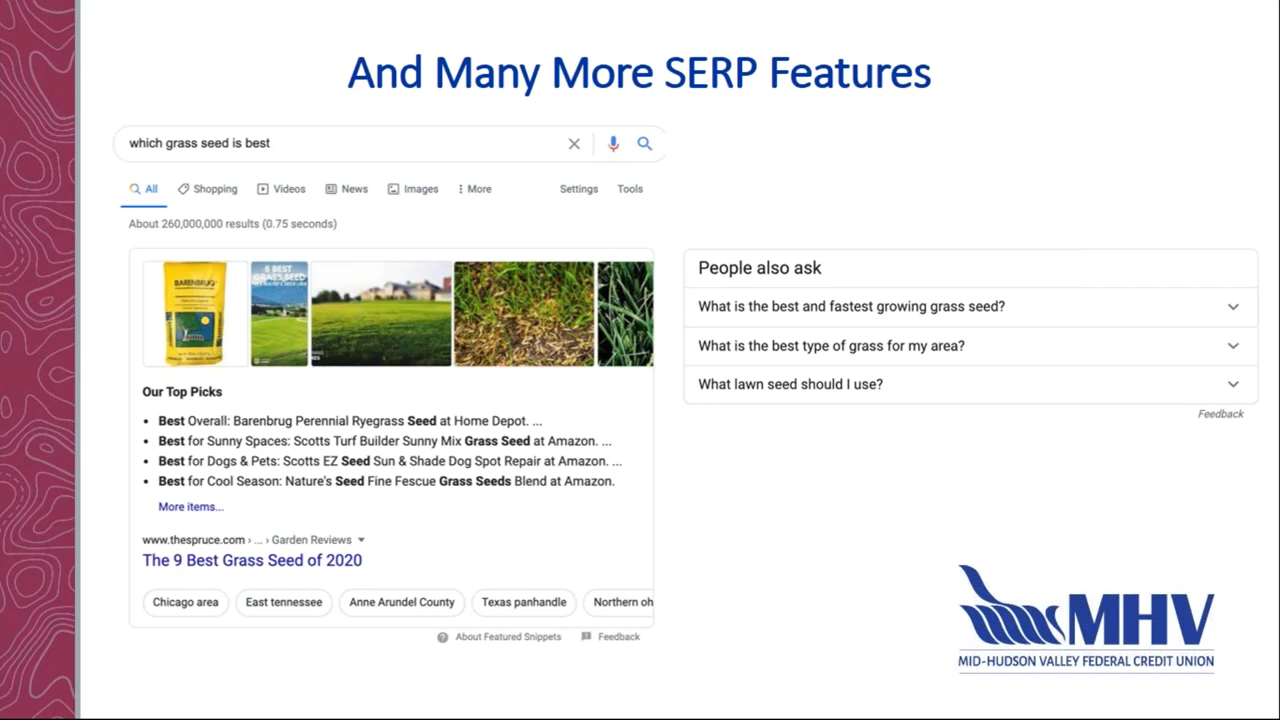 And Many More SERP Features
which grass seed is best
All Shopping Videos News Images More Settings Tools
About 260,000,000 results (0.75 seconds)
BARENBRUG
Our Top Picks
• Best Overall: Barenbrug Perennial Ryegrass Seed at Home Depot. ...
• Best for Sunny Spaces: Scotts Turf Builder Sunny Mix Grass Seed at Amazon. ...
• Best for Dogs & Pets: Scotts EZ Seed Sun & Shade Dog Spot Repair at Amazon. ...
• Best for Cool Season: Nature's Seed Fine Fescue Grass Seeds Blend at Amazon.
More items...
www.thespruce.com › ... › Garden Reviews
The 9 Best Grass Seed of 2020
Chicago area East tennessee Anne Arundel County Texas panhandle Northern oh
About Featured Snippets Feedback
People also ask
What is the best and fastest growing grass seed?
What is the best type of grass for my area?
What lawn seed should I use?
Feedback
MHV
MID-HUDSON VALLEY FEDERAL CREDIT UNION